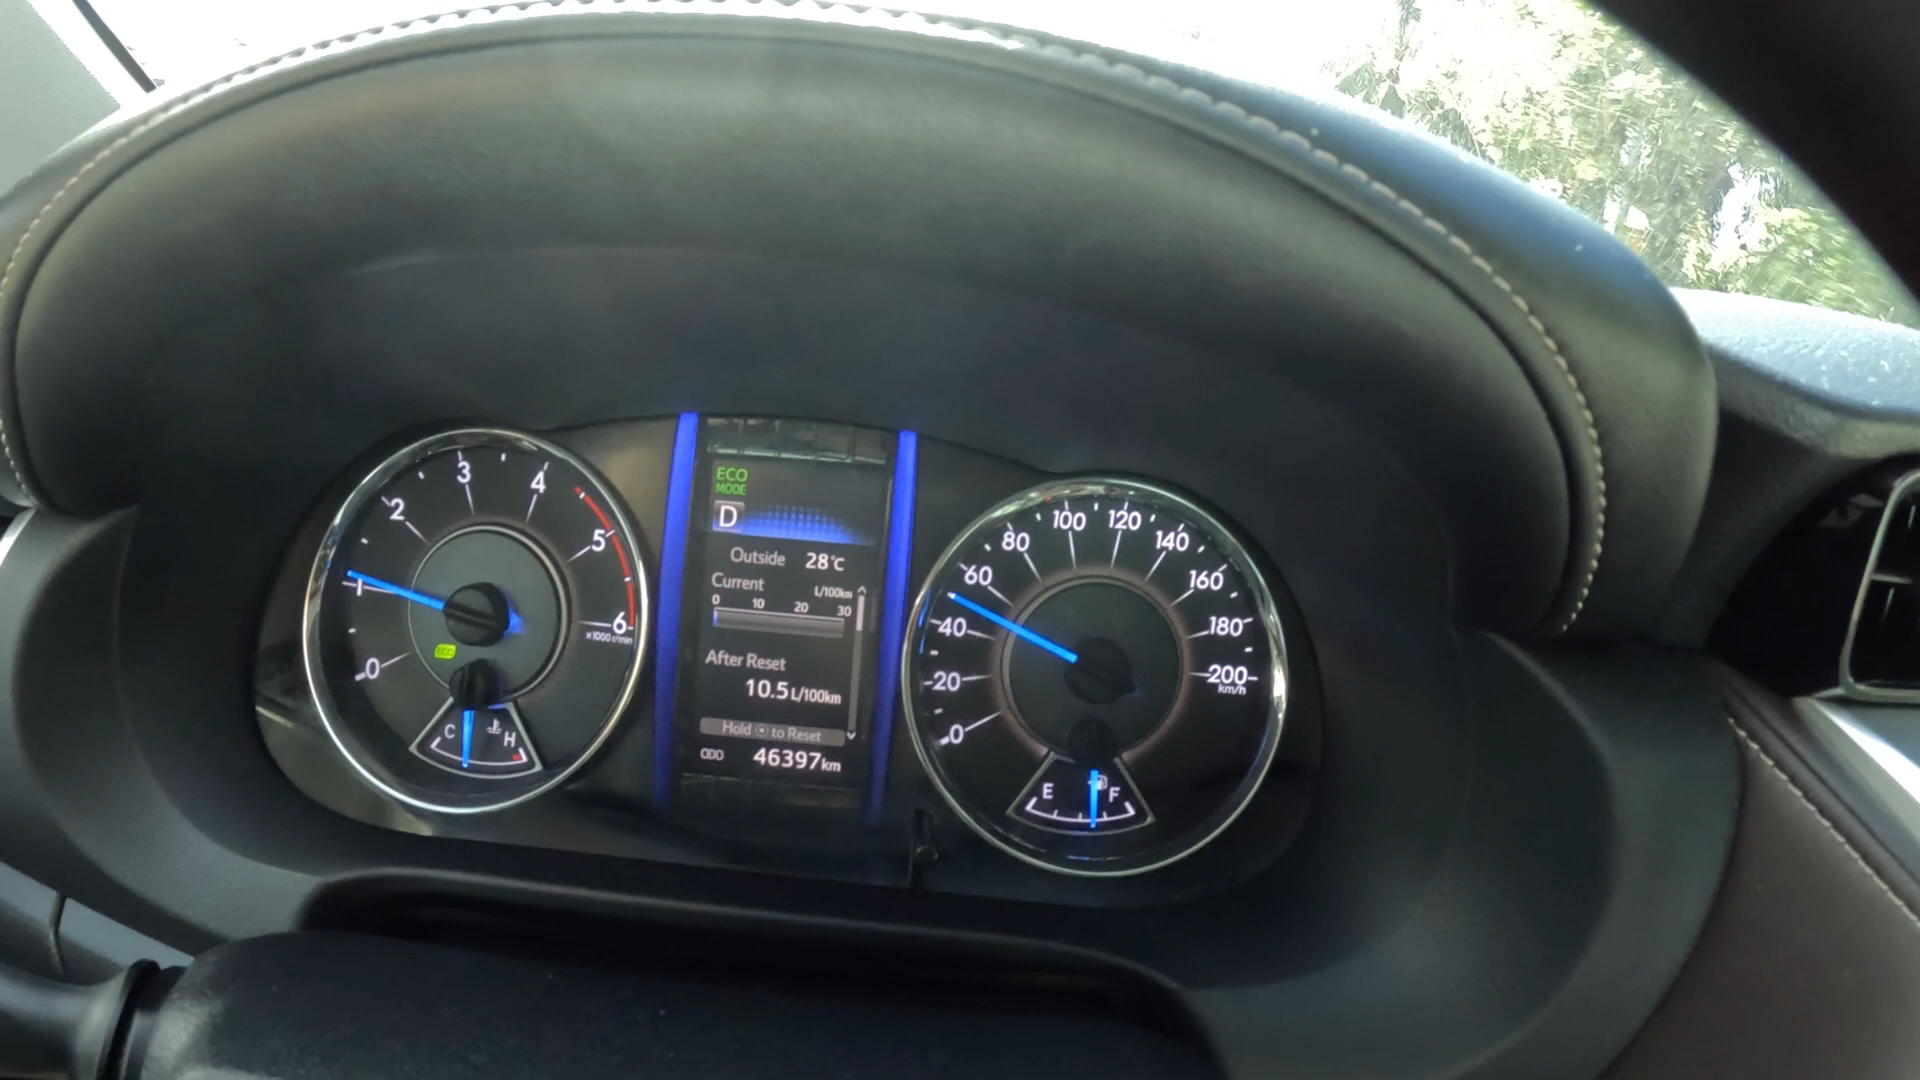 0
1
2
3
4
5
6
x1000 r/min
ECO
C
H
ECO
MODE
D
Outside 28°C
Current L/100km
0 10 20 30
After Reset
10.5 L/100km
Hold ⦿ to Reset
ODO 46397 km
0
20
40
60
80
100
120
140
160
180
200
km/h
E
F